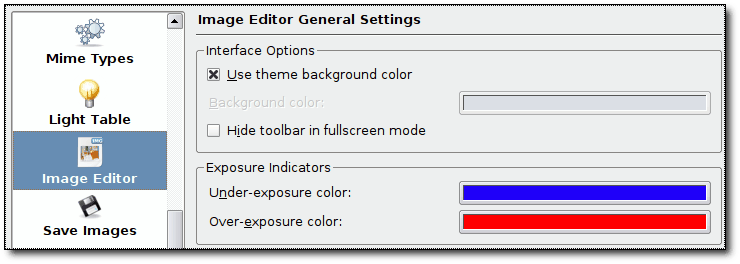 Mime Types
Light Table
Image Editor
Save Images
Image Editor General Settings
Interface Options
Use theme background color
Background color:
Hide toolbar in fullscreen mode
Exposure Indicators
Under-exposure color:
Over-exposure color: